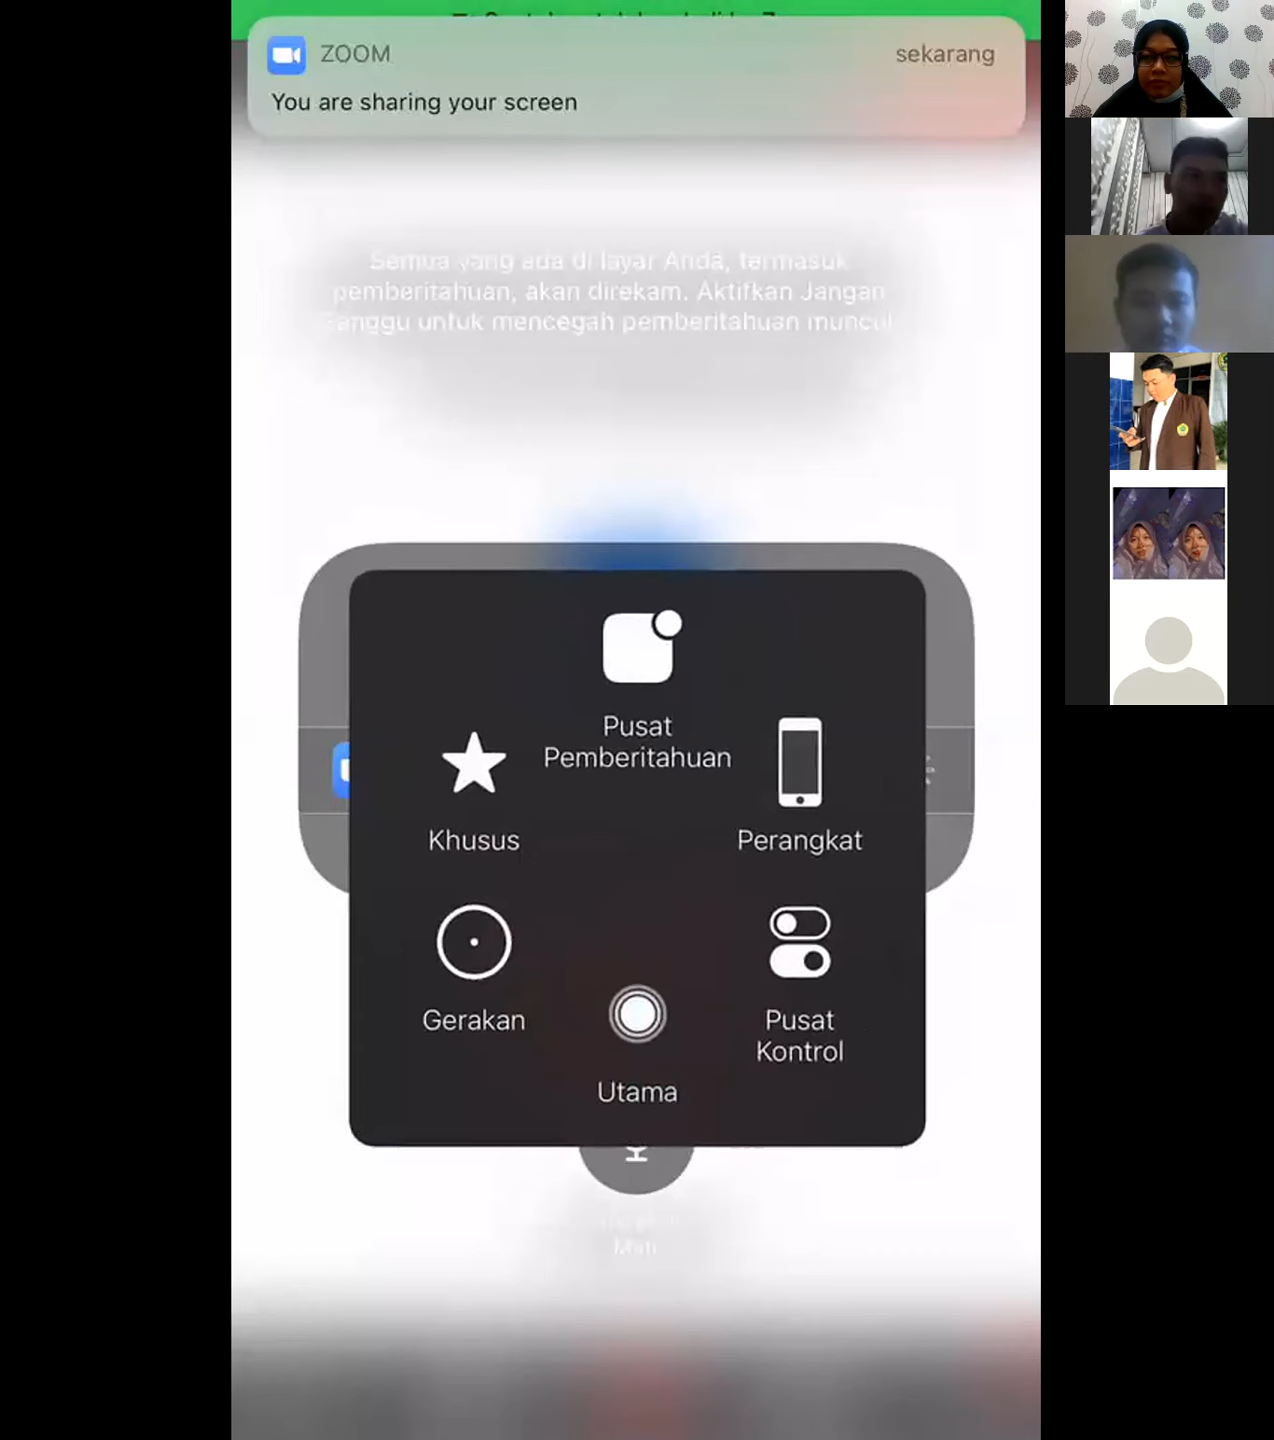 ZOOM
sekarang
You are sharing your screen
Semua yang ada di layar Anda, termasuk
pemberitahuan, akan direkam. Aktifkan Jangan
Ganggu untuk mencegah pemberitahuan muncul
Pusat
Pemberitahuan
Khusus
Perangkat
Gerakan
Pusat
Kontrol
Utama